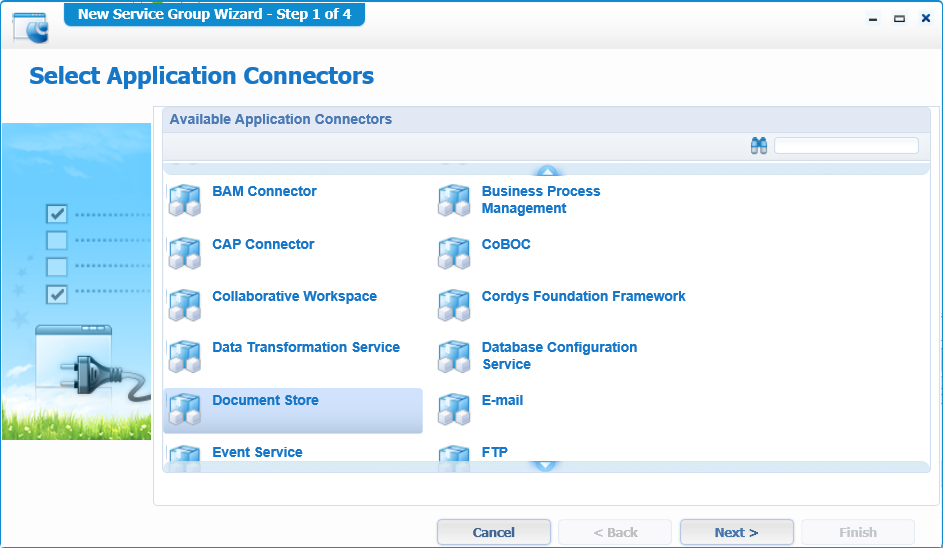 New Service Group Wizard - Step 1 of 4
Select Application Connectors
Available Application Connectors
BAM Connector
Business Process
Management
CAP Connector
CoBOC
Collaborative Workspace
Cordys Foundation Framework
Data Transformation Service
Database Configuration
Service
Document Store
E-mail
Event Service
FTP
Cancel
< Back
Next >
Finish